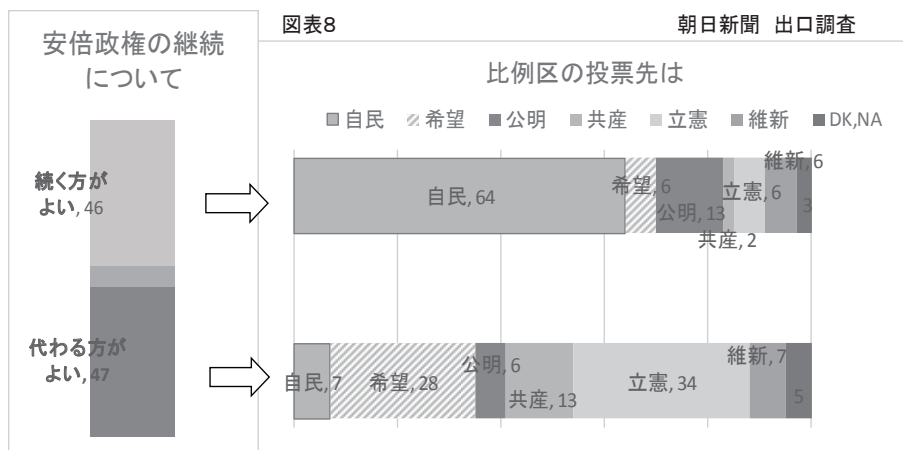 図表8
朝日新聞 出口調査
安倍政権の継続
について
続く方が
よい, 46
代わる方が
よい, 47
比例区の投票先は
自民 希望 公明 共産 立憲 維新 DK,NA
自民, 64
希望, 6
公明, 13
共産, 2
立憲, 6
維新, 6
3
自民, 7
希望, 28
公明, 6
共産, 13
立憲, 34
維新, 7
5